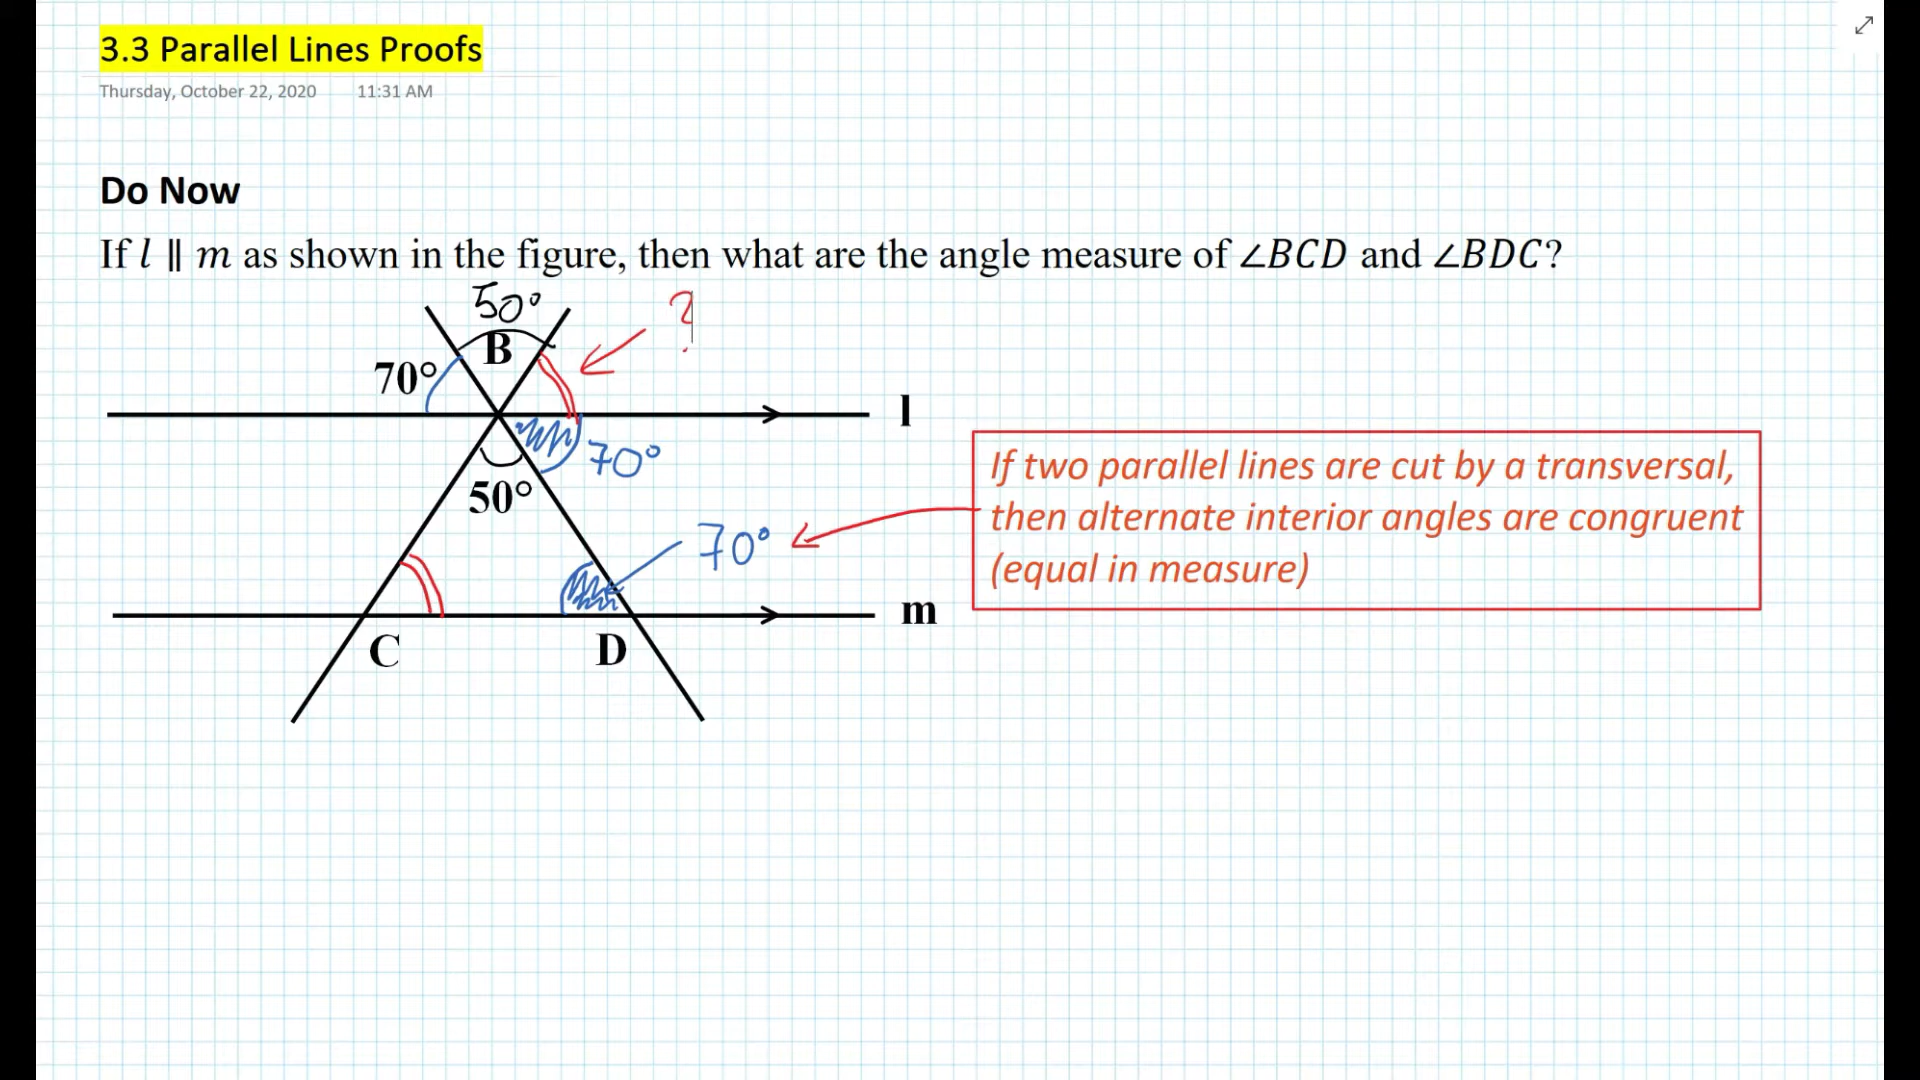 3.3 Parallel Lines Proofs
Thursday, October 22, 2020 11:31 AM
Do Now
If l ∥ m as shown in the figure, then what are the angle measure of ∠BCD and ∠BDC?
50°
?
B
70°
l
70°
50°
If two parallel lines are cut by a transversal,
then alternate interior angles are congruent
(equal in measure)
70°
m
C
D